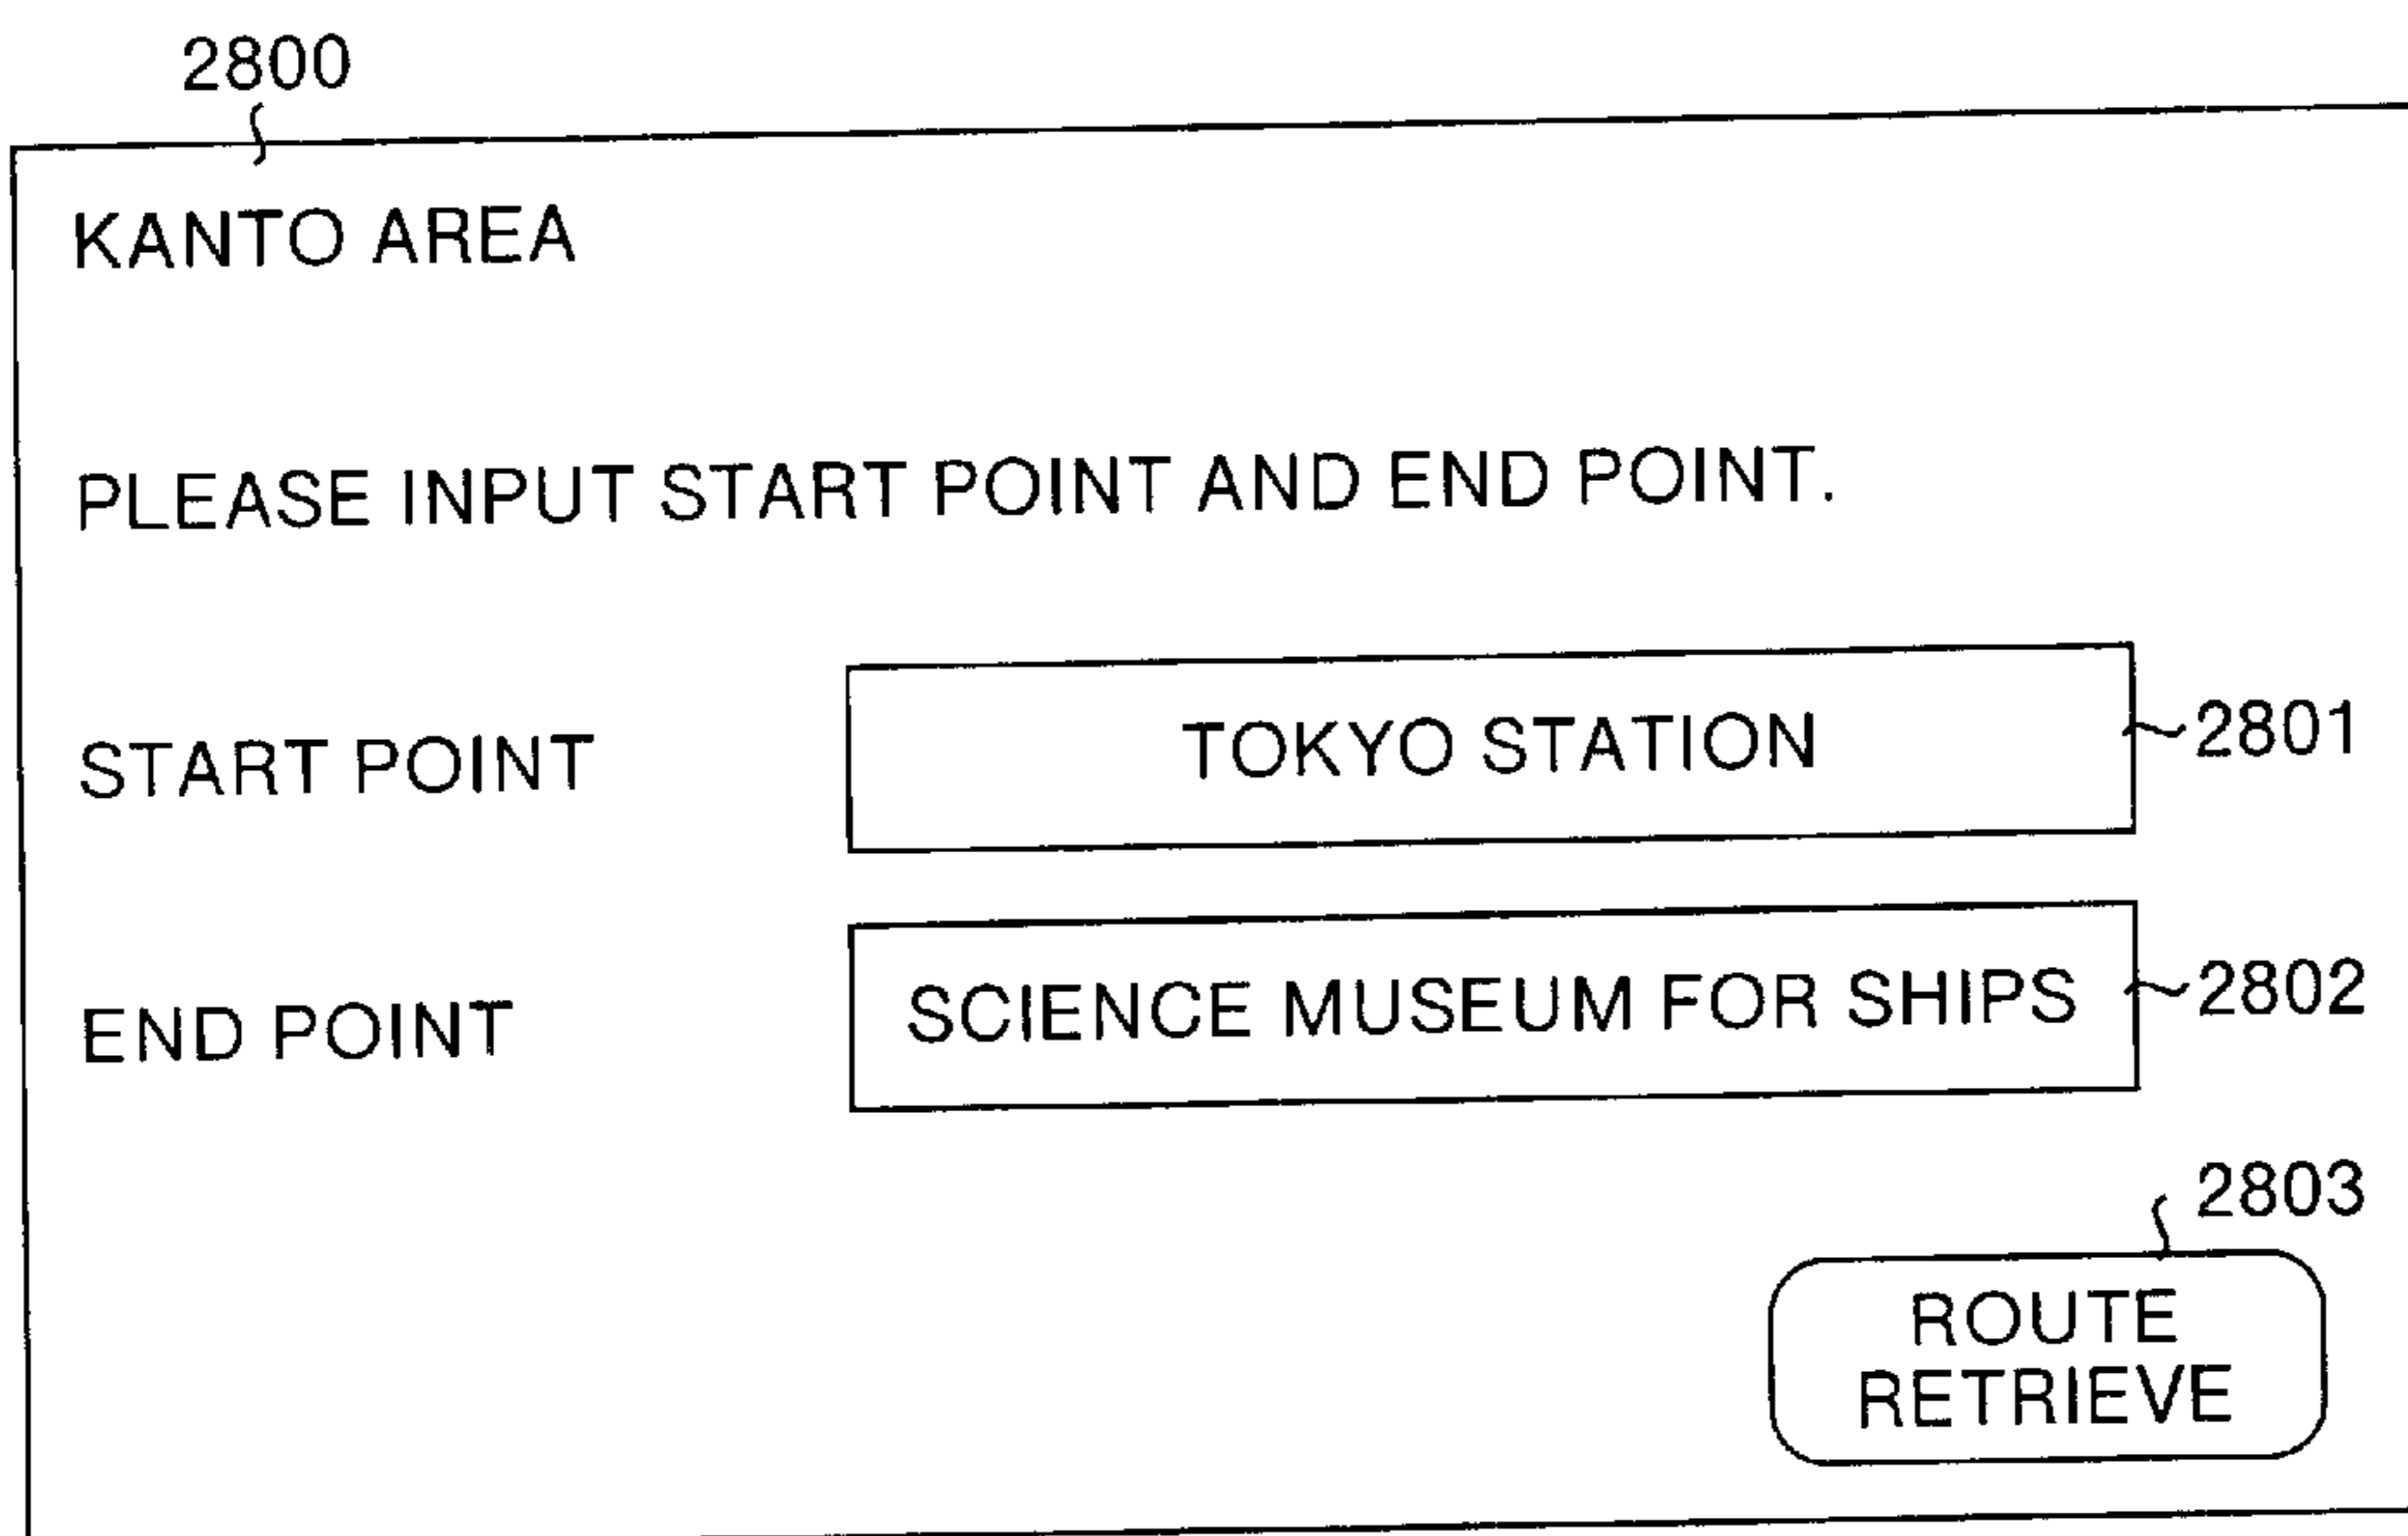 2800
KANTO AREA
PLEASE INPUT START POINT AND END POINT.
START POINT
TOKYO STATION
2801
END POINT
SCIENCE MUSEUM FOR SHIPS
2802
2803
ROUTE
RETRIEVE